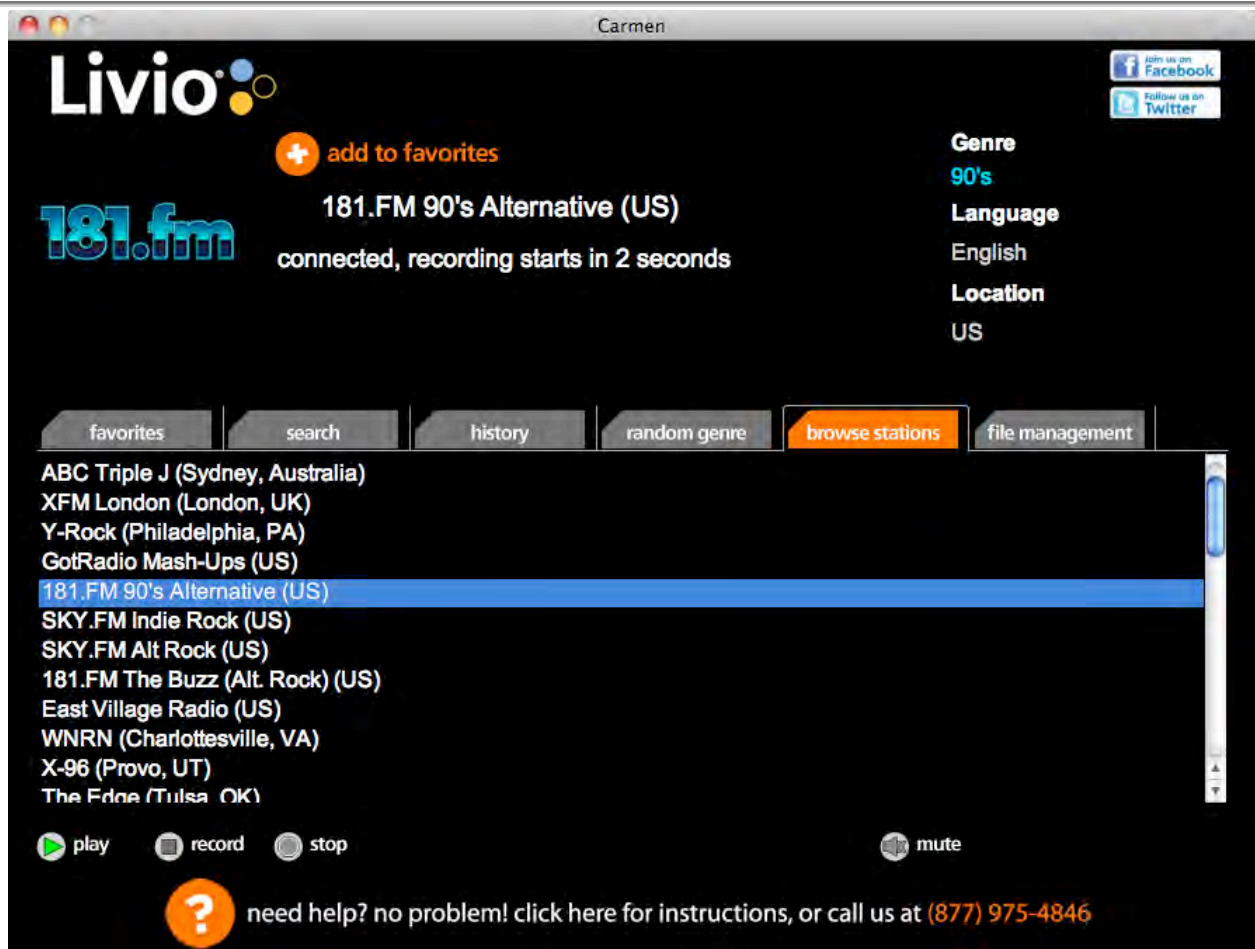 Carmen
Livio
Join us on
Facebook
Follow us on
Twitter
add to favorites
181.fm
181.FM 90's Alternative (US)
connected, recording starts in 2 seconds
Genre
90's
Language
English
Location
US
favorites
search
history
random genre
browse stations
file management
ABC Triple J (Sydney, Australia)
XFM London (London, UK)
Y-Rock (Philadelphia, PA)
GotRadio Mash-Ups (US)
181.FM 90's Alternative (US)
SKY.FM Indie Rock (US)
SKY.FM Alt Rock (US)
181.FM The Buzz (Alt. Rock) (US)
East Village Radio (US)
WNRN (Charlottesville, VA)
X-96 (Provo, UT)
The Edge (Tulsa, OK)
play
record
stop
mute
need help? no problem! click here for instructions, or call us at (877) 975-4846